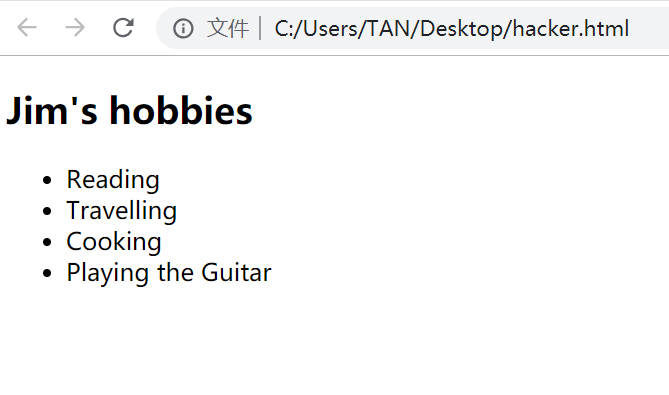 文件 | C:/Users/TAN/Desktop/hacker.html
Jim's hobbies
• Reading
• Travelling
• Cooking
• Playing the Guitar